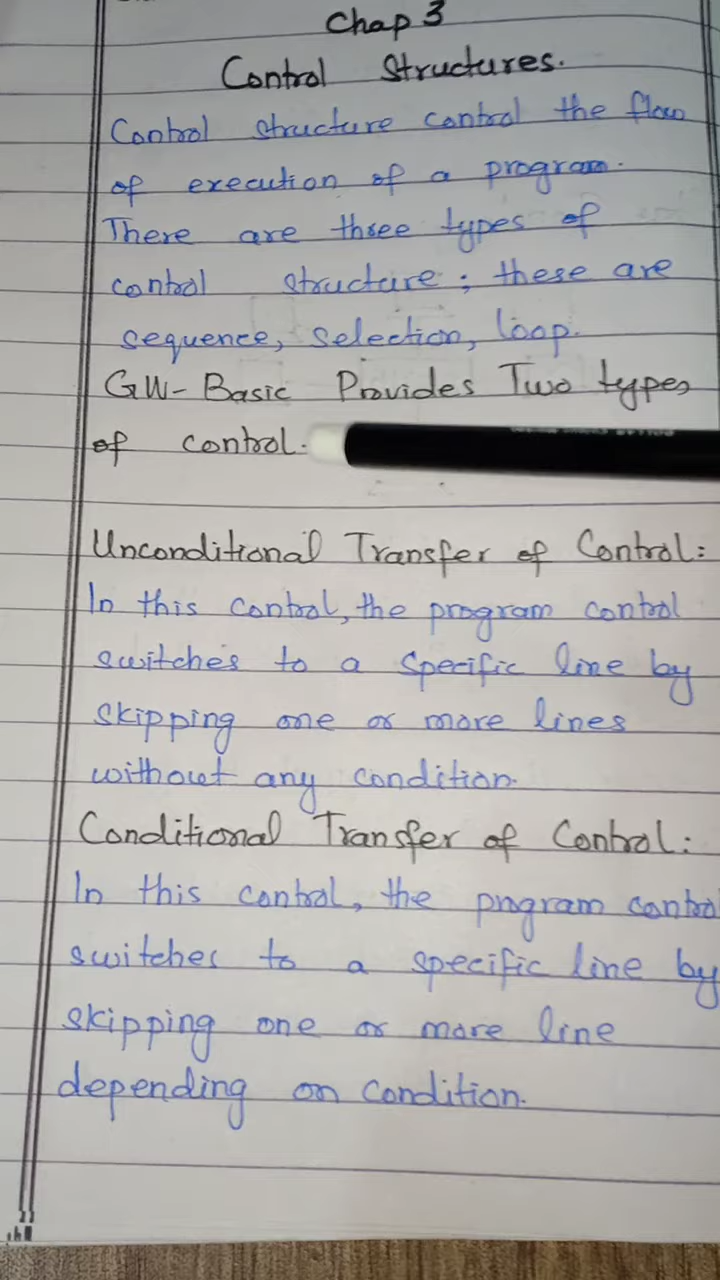 Chap 3
Control Structures.
Control structure control the flow
of execution of a program.
There are three types of
control structure; these are
sequence, selection, loop.
GW-Basic Provides Two types
of control.
Unconditional Transfer of Control:
In this control, the program control
switches to a specific line by
skipping one or more lines
without any condition.
Conditional Transfer of Control:
In this control, the program control
switches to a specific line by
skipping one or more line
depending on condition.